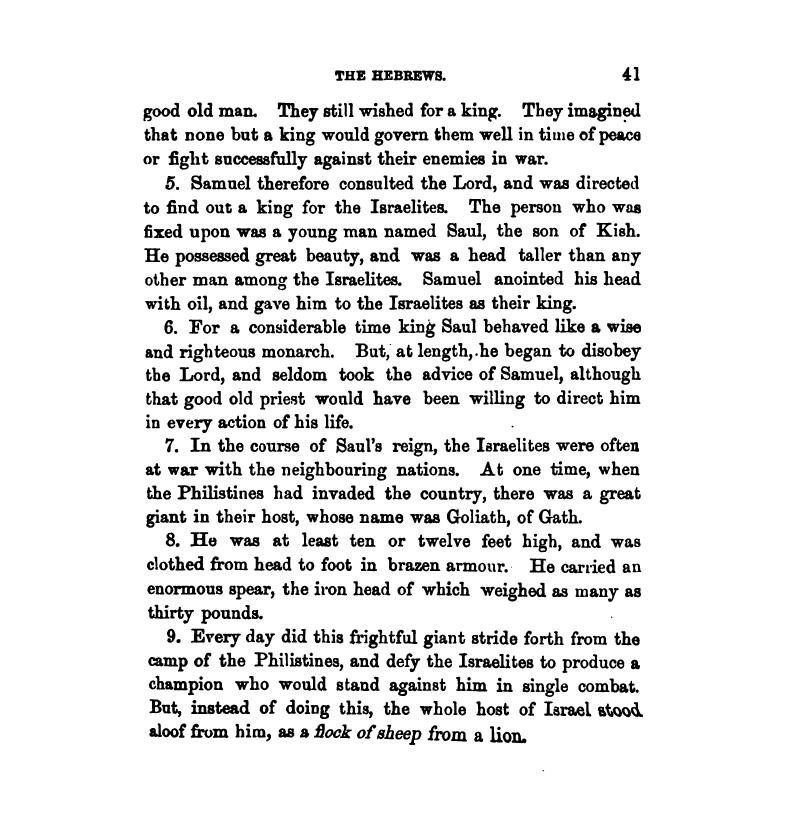 THE HEBREWS. 41
good old man. They still wished for a king. They imagined
that none but a king would govern them well in time of peace
or fight successfully against their enemies in war.
5. Samuel therefore consulted the Lord, and was directed
to find out a king for the Israelites. The person who was
fixed upon was a young man named Saul, the son of Kish.
He possessed great beauty, and was a head taller than any
other man among the Israelites. Samuel anointed his head
with oil, and gave him to the Israelites as their king.
6. For a considerable time king Saul behaved like a wise
and righteous monarch. But, at length, he began to disobey
the Lord, and seldom took the advice of Samuel, although
that good old priest would have been willing to direct him
in every action of his life.
7. In the course of Saul's reign, the Israelites were often
at war with the neighbouring nations. At one time, when
the Philistines had invaded the country, there was a great
giant in their host, whose name was Goliath, of Gath.
8. He was at least ten or twelve feet high, and was
clothed from head to foot in brazen armour. He carried an
enormous spear, the iron head of which weighed as many as
thirty pounds.
9. Every day did this frightful giant stride forth from the
camp of the Philistines, and defy the Israelites to produce a
champion who would stand against him in single combat.
But, instead of doing this, the whole host of Israel stood
aloof from him, as a flock of sheep from a lion.